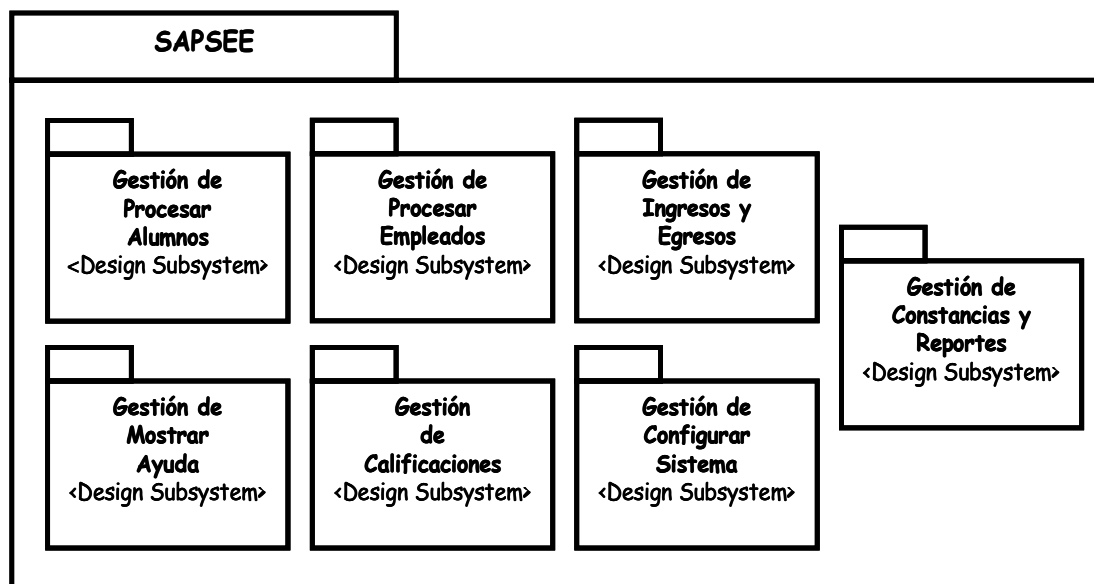 SAPSEE
Gestión de
Procesar
Alumnos
<Design Subsystem>
Gestión de
Procesar
Empleados
<Design Subsystem>
Gestión de
Ingresos y
Egresos
<Design Subsystem>
Gestión de
Constancias y
Reportes
<Design Subsystem>
Gestión de
Mostrar
Ayuda
<Design Subsystem>
Gestión
de
Calificaciones
<Design Subsystem>
Gestión de
Configurar
Sistema
<Design Subsystem>